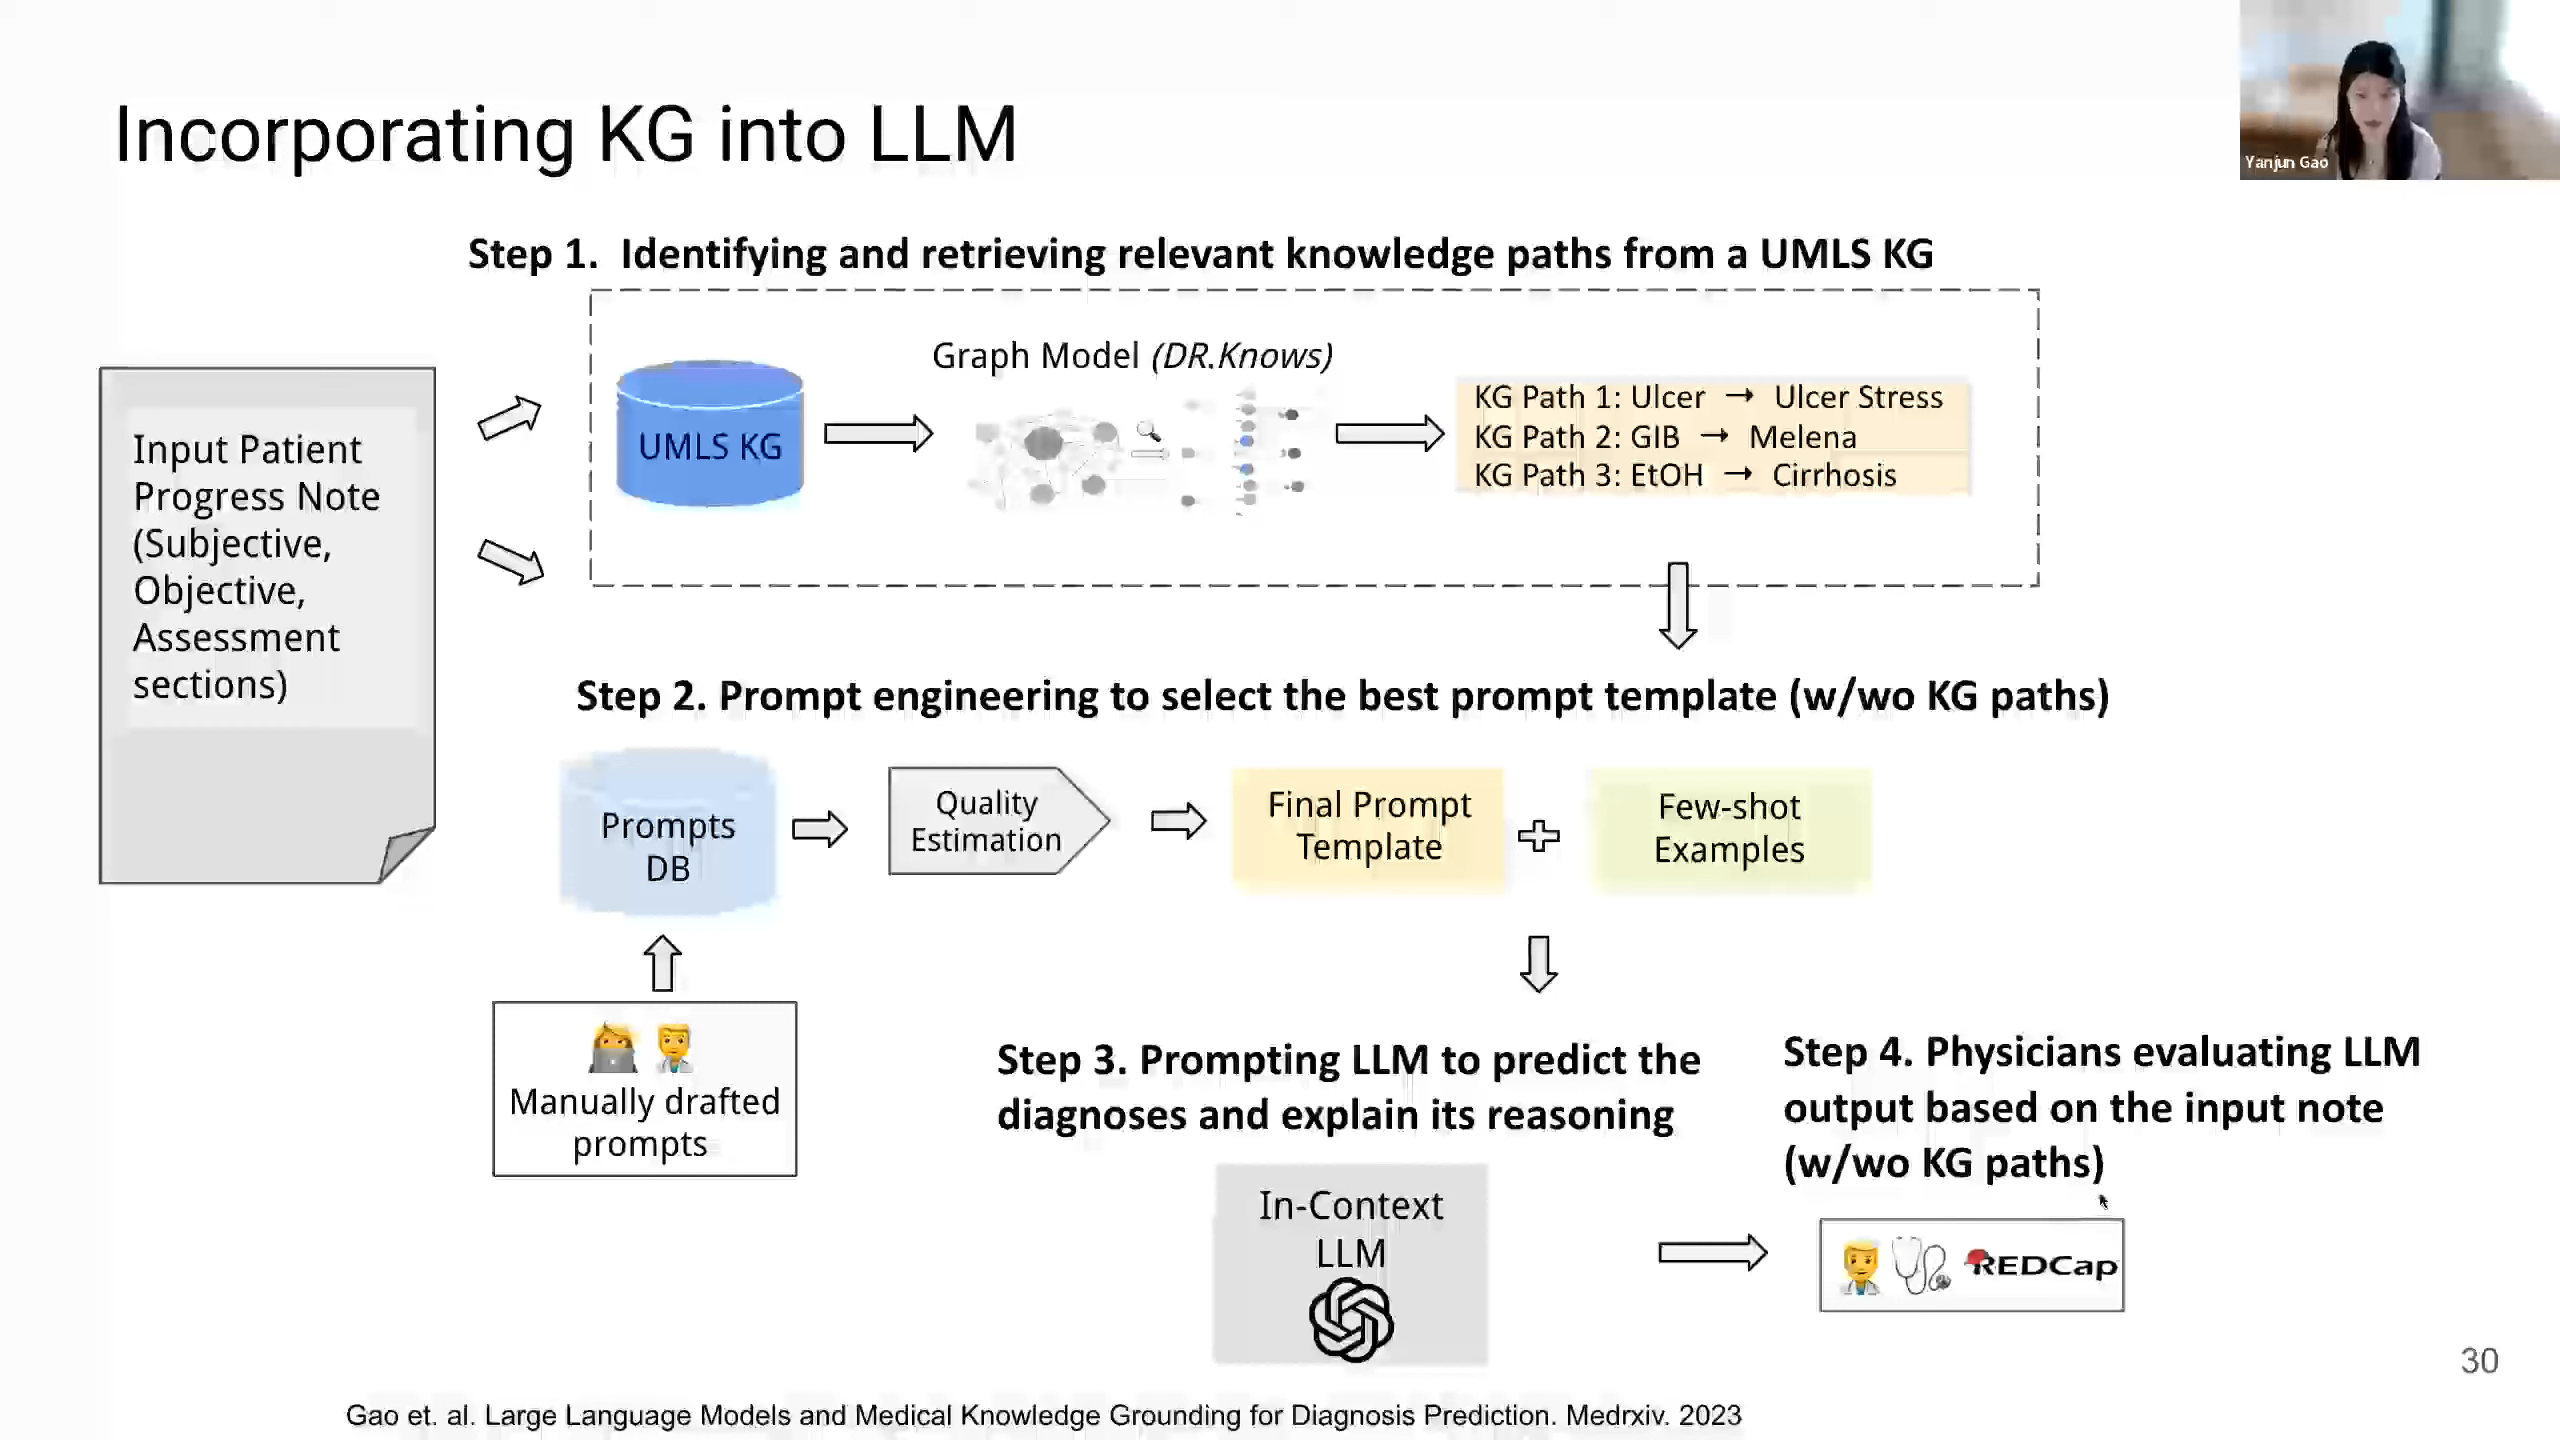 Incorporating KG into LLM
Yanjun Gao
Step 1. Identifying and retrieving relevant knowledge paths from a UMLS KG
Input Patient
Progress Note
(Subjective,
Objective,
Assessment
sections)
UMLS KG
Graph Model (DR.Knows)
KG Path 1: Ulcer → Ulcer Stress
KG Path 2: GIB → Melena
KG Path 3: EtOH → Cirrhosis
Step 2. Prompt engineering to select the best prompt template (w/wo KG paths)
Prompts
DB
Quality
Estimation
Final Prompt
Template
Few-shot
Examples
Manually drafted
prompts
Step 3. Prompting LLM to predict the
diagnoses and explain its reasoning
In-Context
LLM
Step 4. Physicians evaluating LLM
output based on the input note
(w/wo KG paths)
REDCap
30
Gao et. al. Large Language Models and Medical Knowledge Grounding for Diagnosis Prediction. Medrxiv. 2023